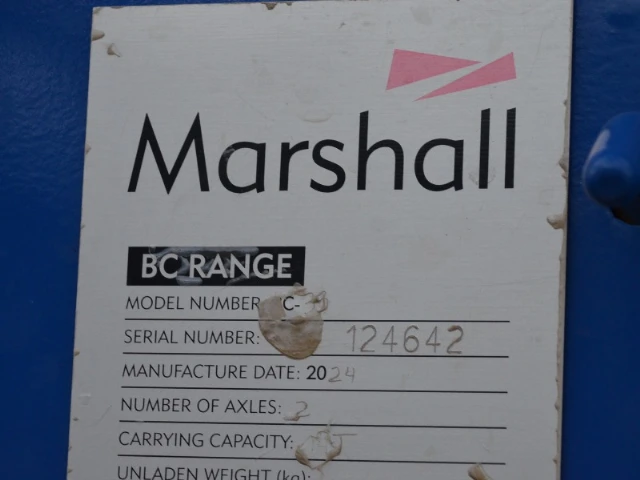 Marshall
BC RANGE
MODEL NUMBER C-
SERIAL NUMBER: 124642
MANUFACTURE DATE: 2024
NUMBER OF AXLES: 2
CARRYING CAPACITY:
UNLADEN WEIGHT (kg):